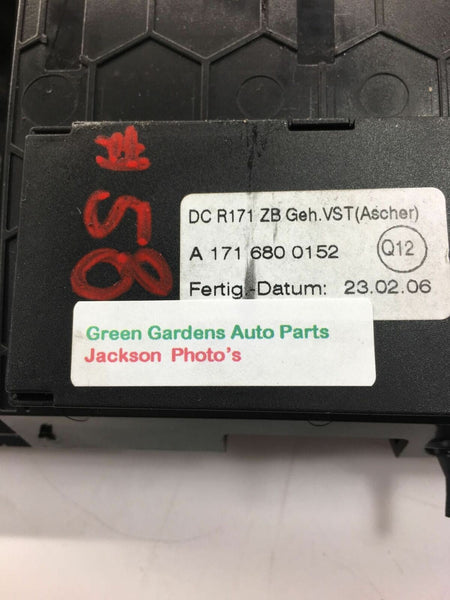 #58
DC R171 ZB Geh.VST(Ascher)
A 171 680 0152 Q12
Fertig.-Datum: 23.02.06
Green Gardens Auto Parts
Jackson Photo's